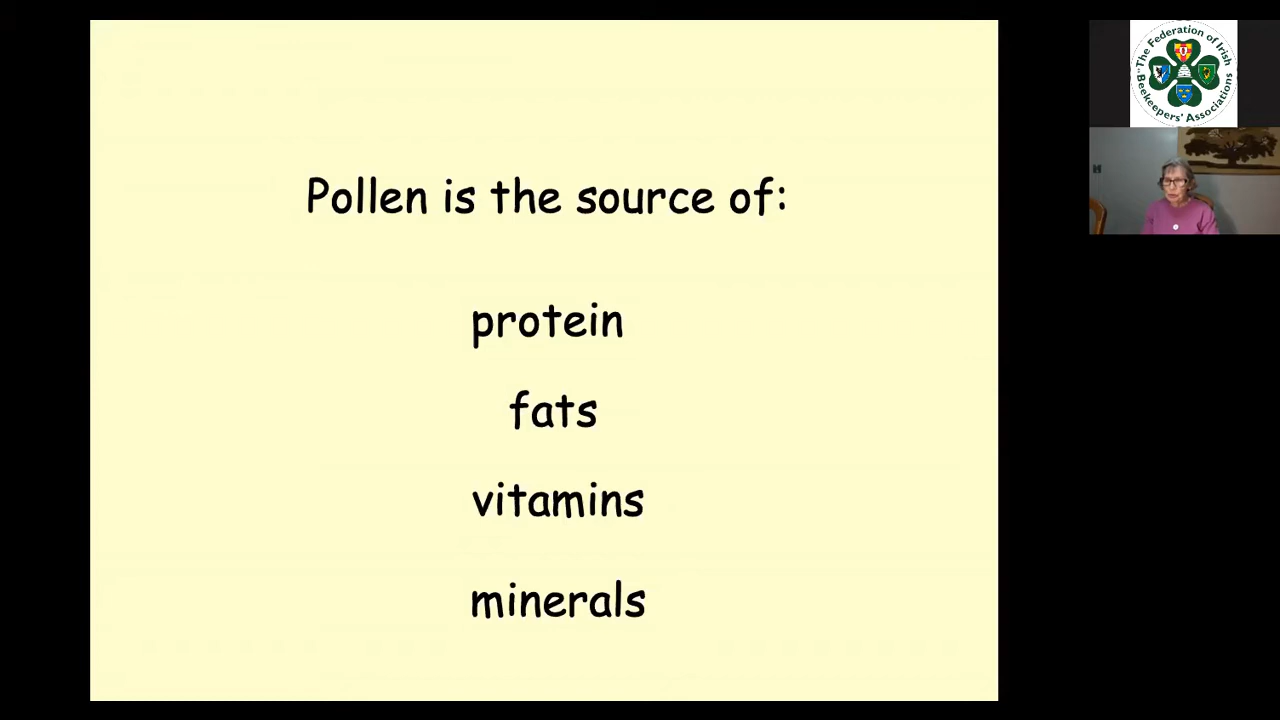 Pollen is the source of:
protein
fats
vitamins
minerals
"The Federation of Irish
Beekeepers' Associations"